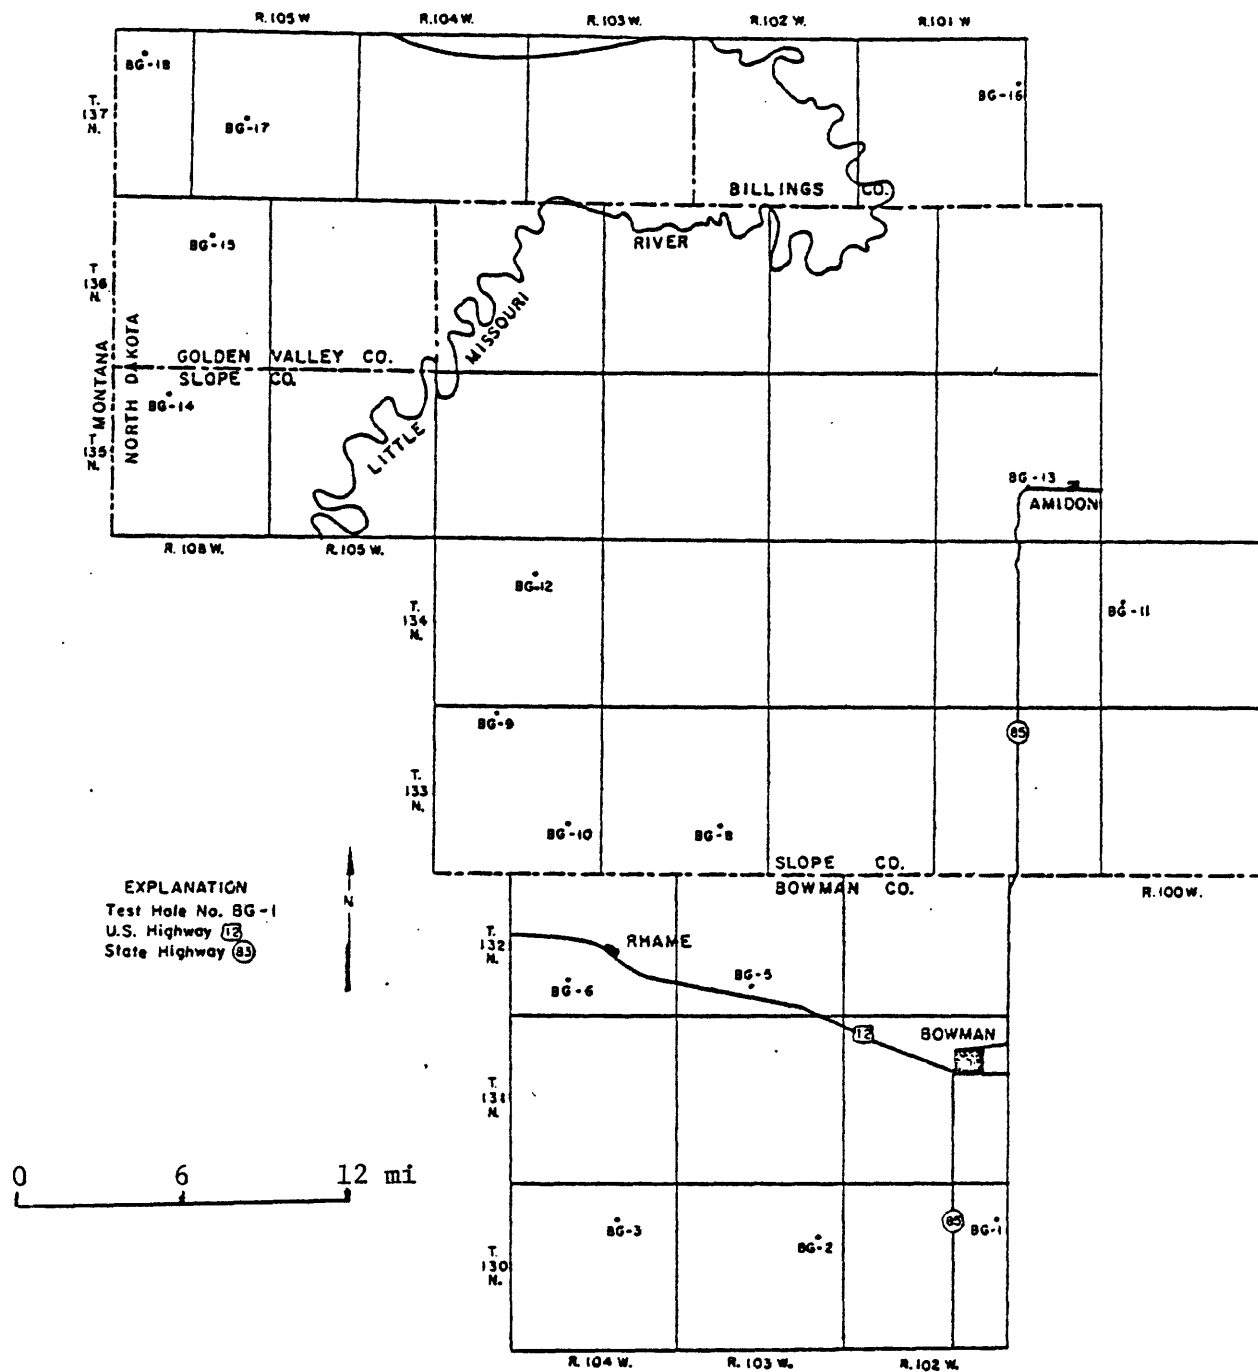 R.105 W
R.104 W.
R.103 W.
R.102 W.
R.101 W
BG-18
BG-16
T.
137
N.
BG-17
BILLINGS CO.
BG-15
RIVER
T
136
N.
MISSOURI
MONTANA
NORTH DAKOTA
GOLDEN VALLEY CO.
SLOPE CO.
BG-14
T
135
N.
LITTLE
BG-13
AMIDON
R.108 W.
R.105 W.
BG-12
T.
134
N.
BG-11
BG-9
85
T.
133
N.
BG-10
BG-8
SLOPE CO.
BOWMAN CO.
R.100W.
EXPLANATION
Test Hole No. BG-1
U.S. Highway 12
State Highway 85
N
T.
132
N.
RHAME
BG-5
BG-6
12
BOWMAN
T.
131
N.
0 6 12 mi
BG-3
BG-2
85
BG-1
T.
130
N.
R.104 W.
R.103 W.
R.102 W.